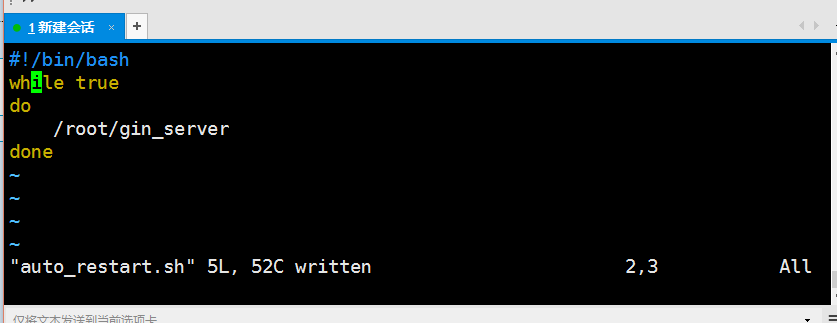 1 新建会话 × +
#!/bin/bash
while true
do
    /root/gin_server
done
~
~
~
~
"auto_restart.sh" 5L, 52C written 2,3 All
仅将文本发送到当前选项卡